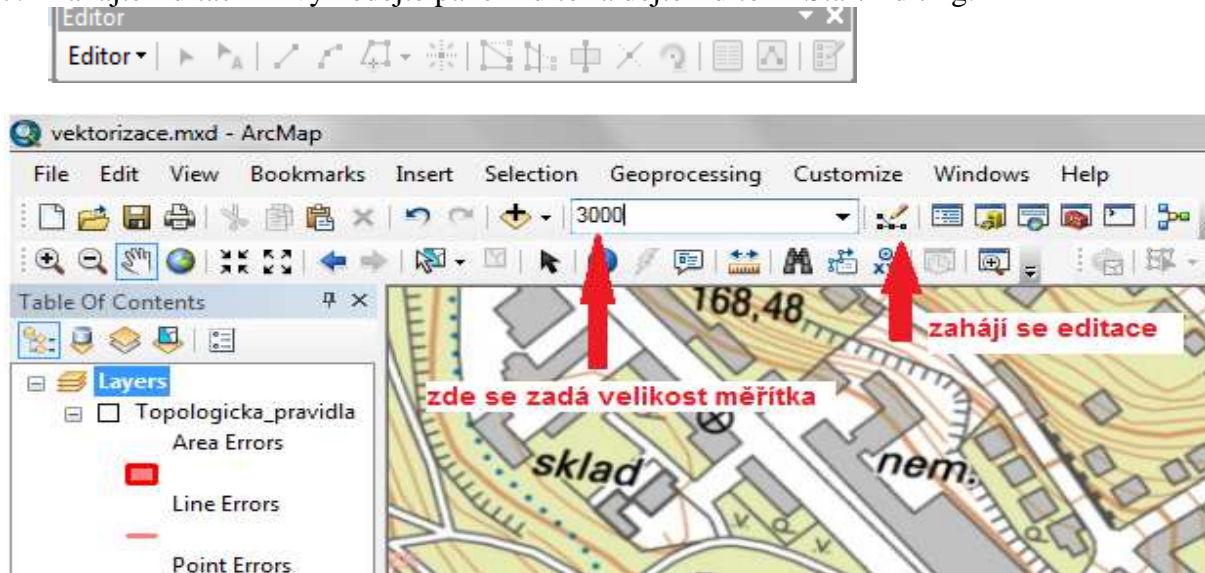 Editor
Editor
vektorizace.mxd - ArcMap
File Edit View Bookmarks Insert Selection Geoprocessing Customize Windows Help
3000
Table Of Contents
Layers
Topologicka_pravidla
Area Errors
Line Errors
Point Errors
168,48
zahájí se editace
zde se zadá velikost měřítka
sklad
nem.